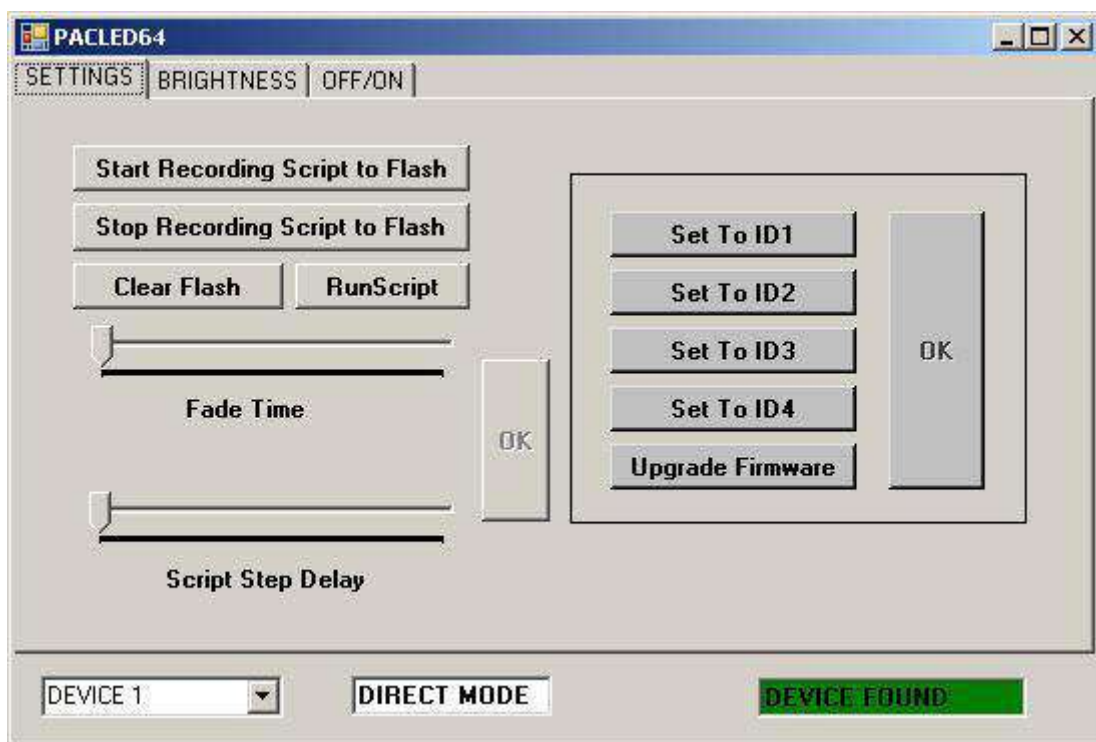 PACLED64
SETTINGS BRIGHTNESS OFF/ON
Start Recording Script to Flash
Stop Recording Script to Flash
Clear Flash RunScript
Fade Time
OK
Script Step Delay
Set To ID1
Set To ID2
Set To ID3
Set To ID4
Upgrade Firmware
OK
DEVICE 1 DIRECT MODE DEVICE FOUND